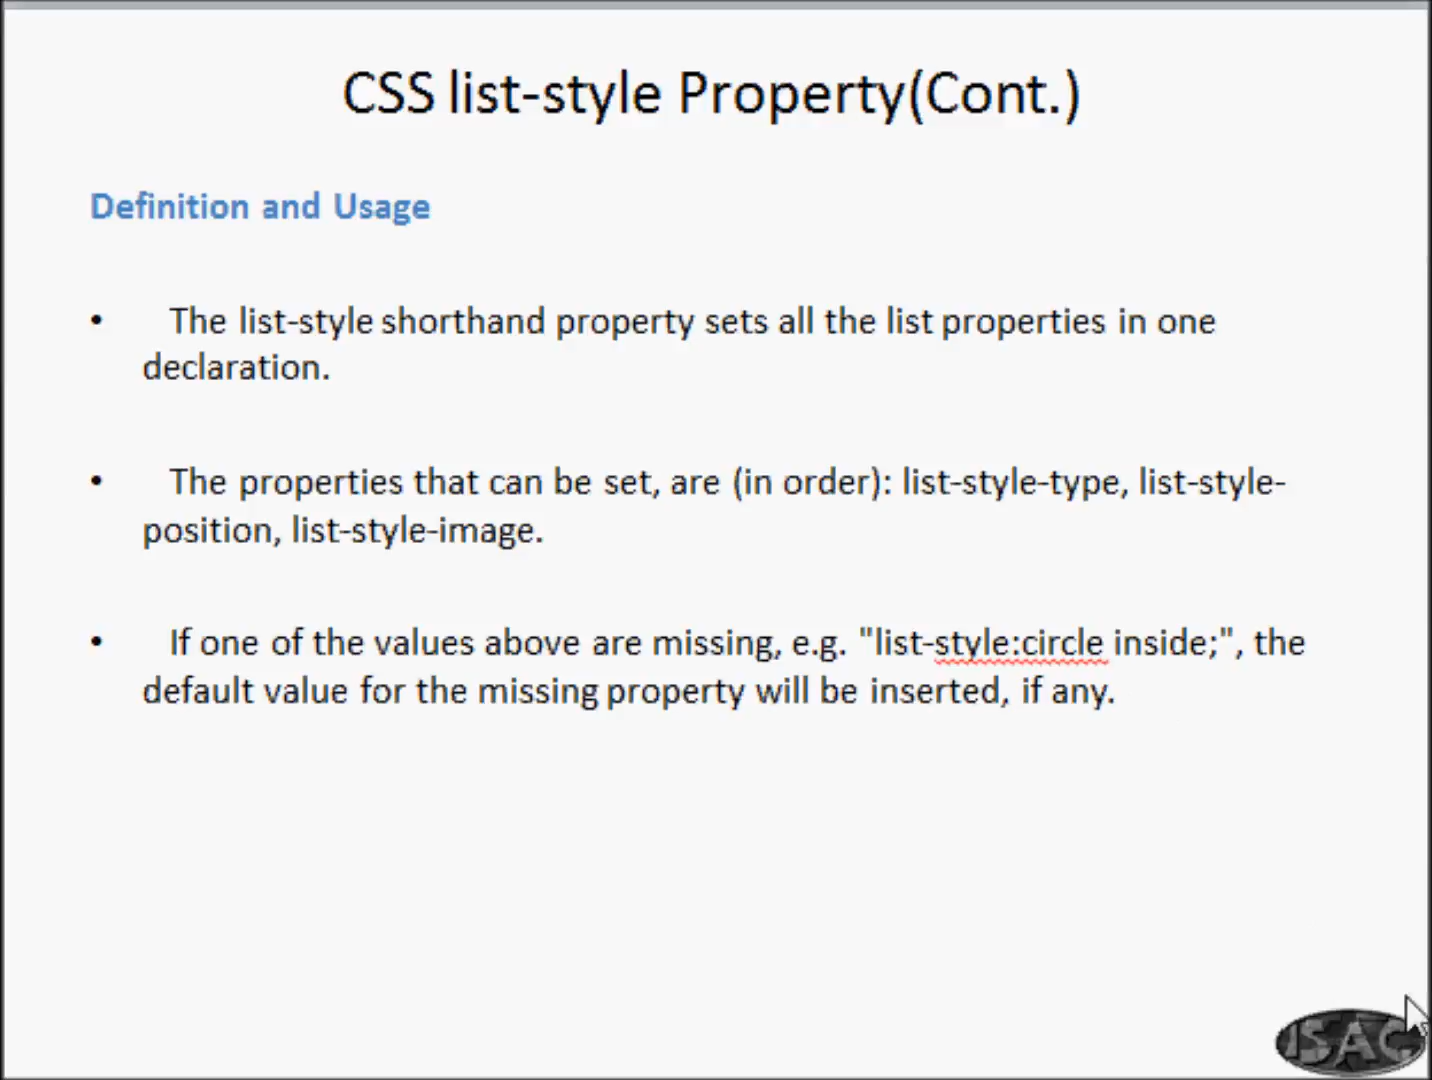 CSS list-style Property(Cont.)
Definition and Usage
• The list-style shorthand property sets all the list properties in one
declaration.
• The properties that can be set, are (in order): list-style-type, list-style-
position, list-style-image.
• If one of the values above are missing, e.g. "list-style:circle inside;", the
default value for the missing property will be inserted, if any.
ISAC